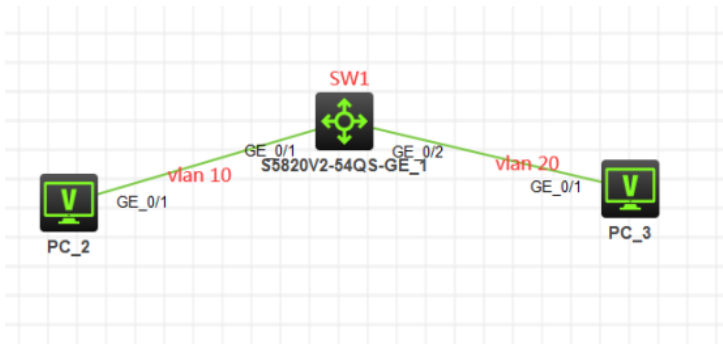 SW1
GE_0/1
GE_0/2
S5820V2-54QS-GE_1
vlan 10
vlan 20
GE_0/1
GE_0/1
PC_2
PC_3